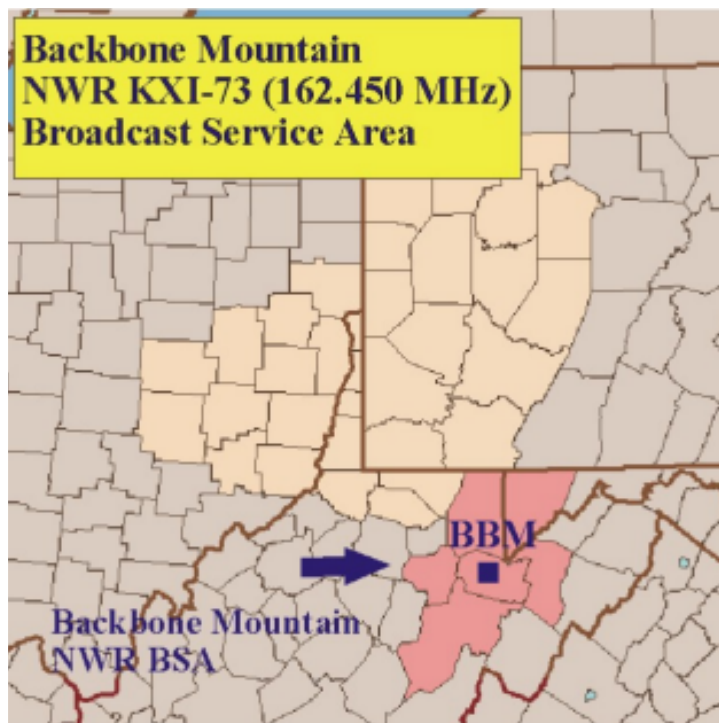 Backbone Mountain
NWR KXI-73 (162.450 MHz)
Broadcast Service Area
BBM
Backbone Mountain
NWR BSA